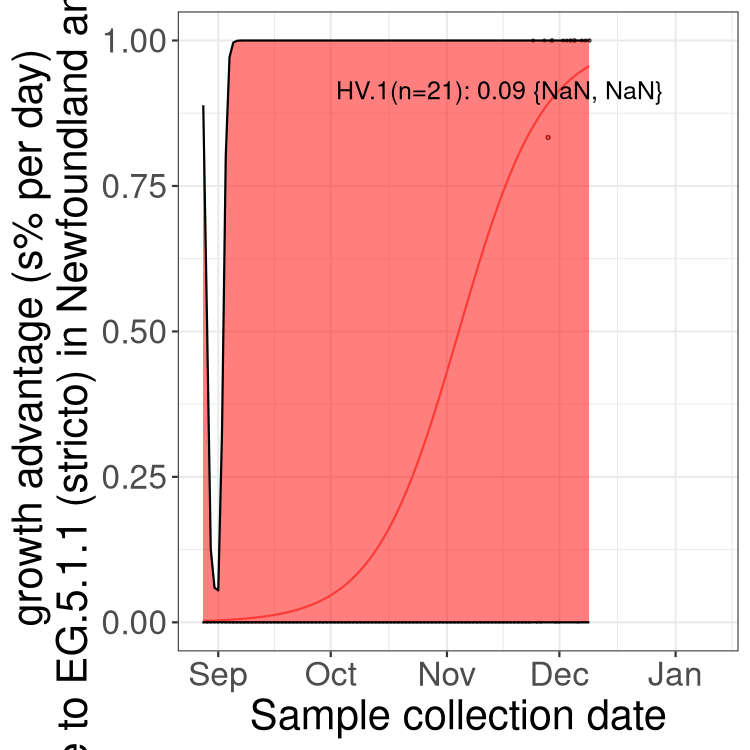 growth advantage (s% per day)
to EG.5.1.1 (stricto) in Newfoundland
1.00
0.75
0.50
0.25
0.00
HV.1(n=21): 0.09 {NaN, NaN}
Sep Oct Nov Dec Jan
Sample collection date